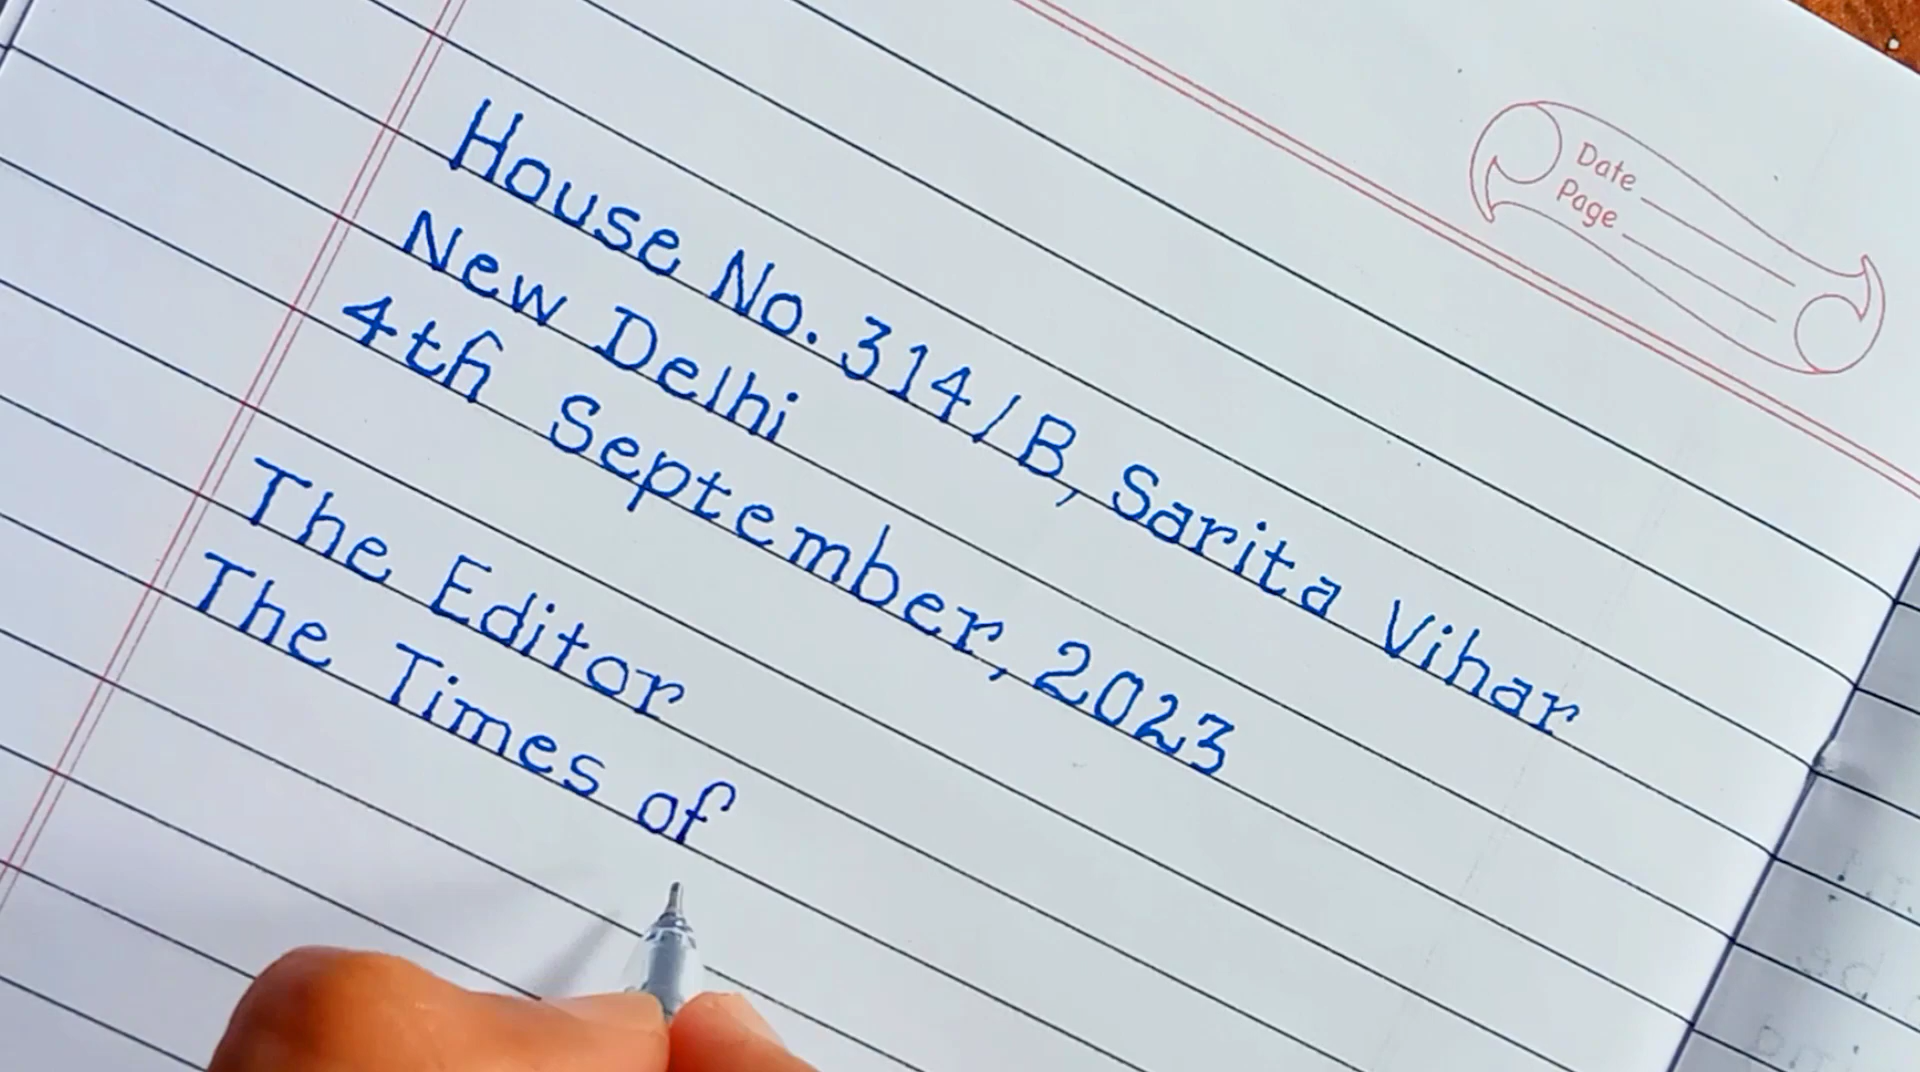 Date
Page
House No. 314/B, Sarita Vihar
New Delhi
4th September, 2023
The Editor
The Times of